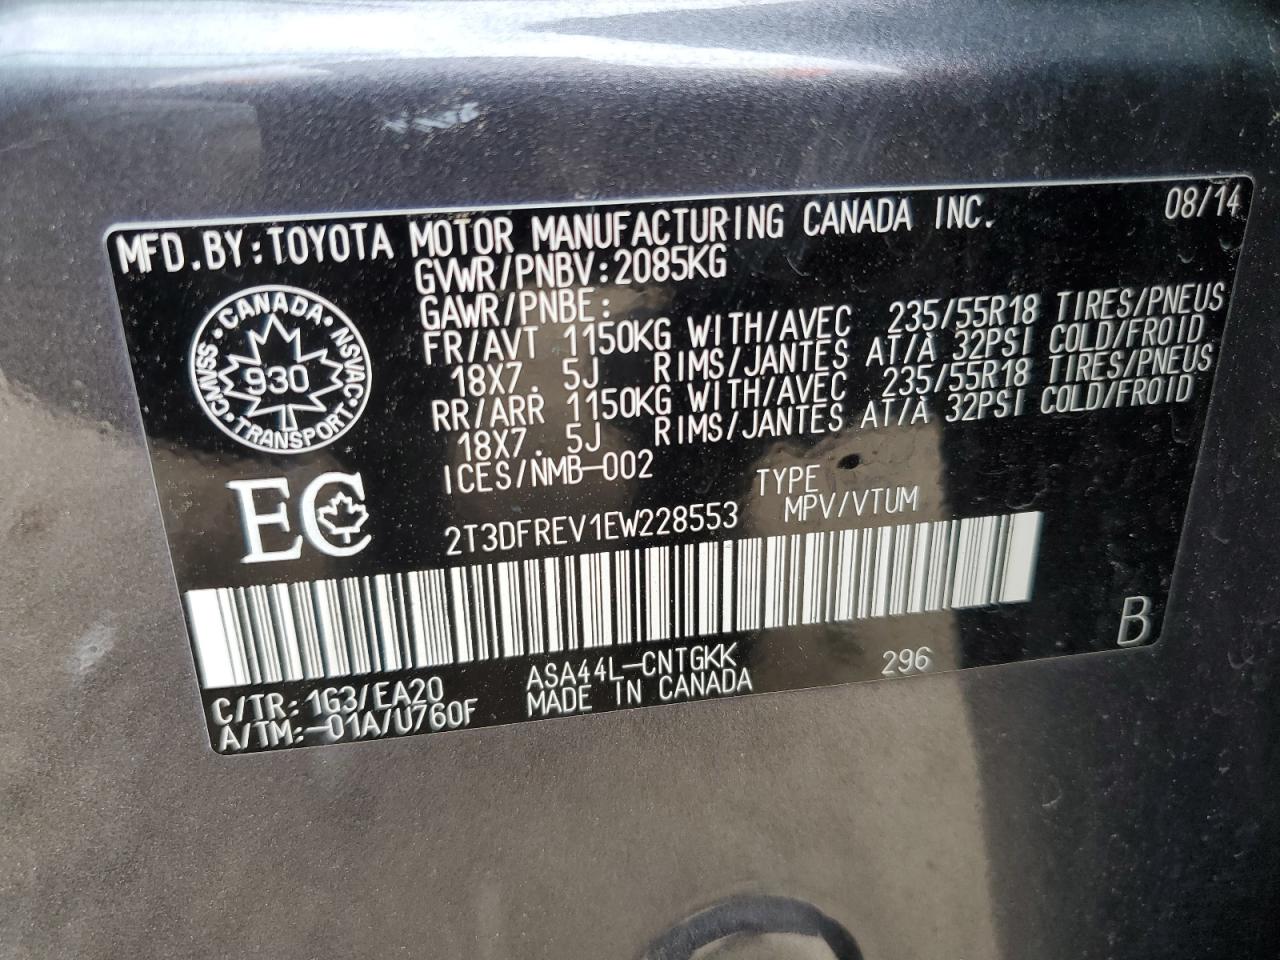 MFD.BY:TOYOTA MOTOR MANUFACTURING CANADA INC. 08/14
GVWR/PNBV:2085KG
GAWR/PNBE:
FR/AVT 1150KG WITH/AVEC 235/55R18 TIRES/PNEUS
18X7.5J RIMS/JANTES AT/À 32PSI COLD/FROID
RR/ARR 1150KG WITH/AVEC 235/55R18 TIRES/PNEUS
18X7.5J RIMS/JANTES AT/À 32PSI COLD/FROID
ICES/NMB-002
CANADA • NSVAC • TRANSPORT • CMVSS
930
EC
2T3DFREV1EW228553
TYPE
MPV/VTUM
B
C/TR: 1G3/EA20 ASA44L-CNTGKK 296
A/TM:-01A/U760F MADE IN CANADA